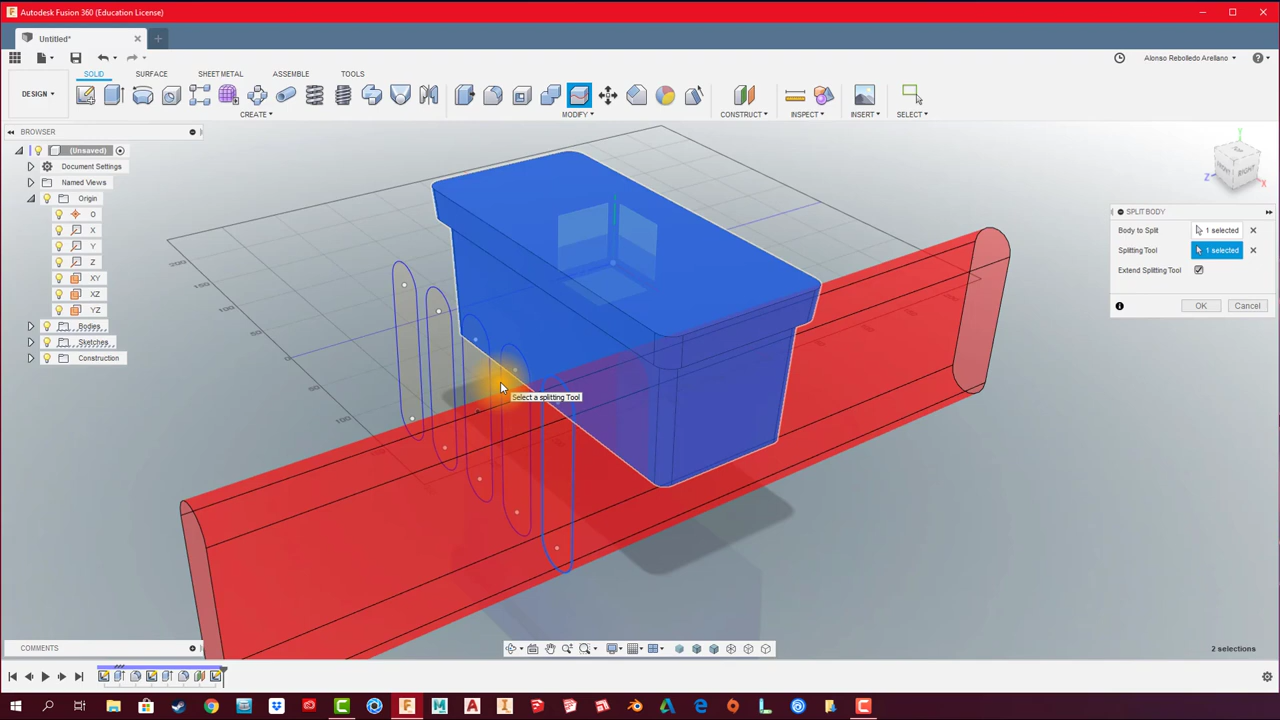 Autodesk Fusion 360 (Education License)
Untitled*
Alonso Rebolledo Arellano
DESIGN
SOLID
SURFACE
SHEET METAL
ASSEMBLE
TOOLS
CREATE
MODIFY
CONSTRUCT
INSPECT
INSERT
SELECT
BROWSER
(Unsaved)
Document Settings
Named Views
Origin
O
X
Y
Z
XY
XZ
YZ
Bodies
Sketches
Construction
FRONT
RIGHT
Y
Z
X
SPLIT BODY
Body to Split 1 selected
Splitting Tool 1 selected
Extend Splitting Tool
OK Cancel
Select a splitting Tool
COMMENTS
2 selections